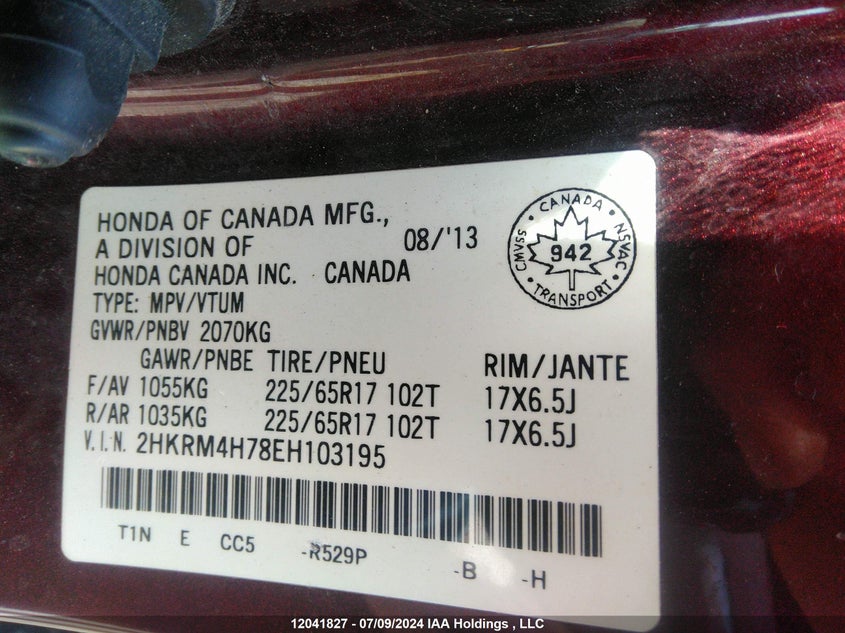 HONDA OF CANADA MFG.,
A DIVISION OF 08/'13
HONDA CANADA INC. CANADA
TYPE: MPV/VTUM
GVWR/PNBV 2070KG
GAWR/PNBE TIRE/PNEU RIM/JANTE
F/AV 1055KG 225/65R17 102T 17X6.5J
R/AR 1035KG 225/65R17 102T 17X6.5J
V.I.N. 2HKRM4H78EH103195
T1N E CC5 -R529P -B -H
CANADA
CMVSS 942 NSVAC
TRANSPORT
12041827 - 07/09/2024 IAA Holdings , LLC